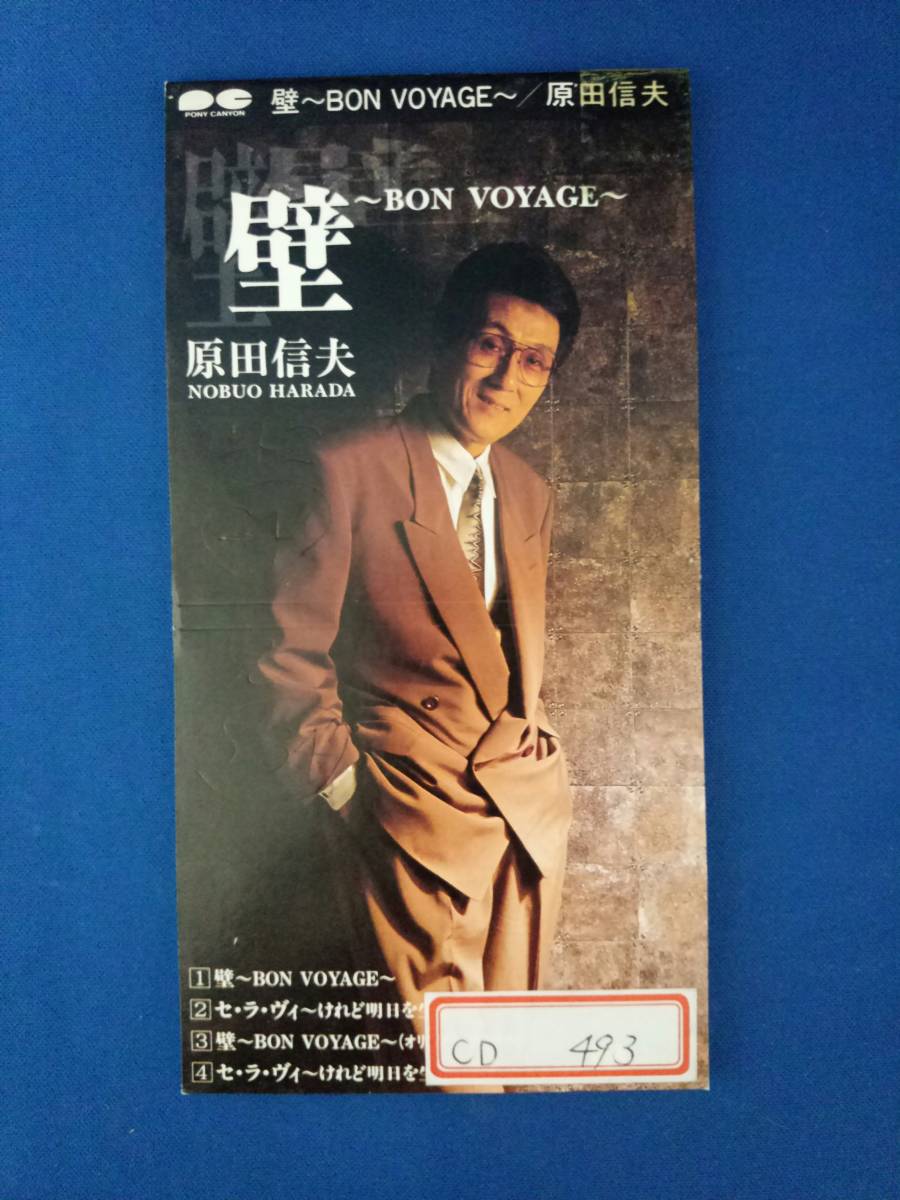 PONY CANYON
壁～BON VOYAGE～／原田信夫
壁
～BON VOYAGE～
原田信夫
NOBUO HARADA
1 壁～BON VOYAGE～
2 セ・ラ・ヴィ～けれど明日を
3 壁～BON VOYAGE～(オリ
4 セ・ラ・ヴィ～けれど明日を
CD 493